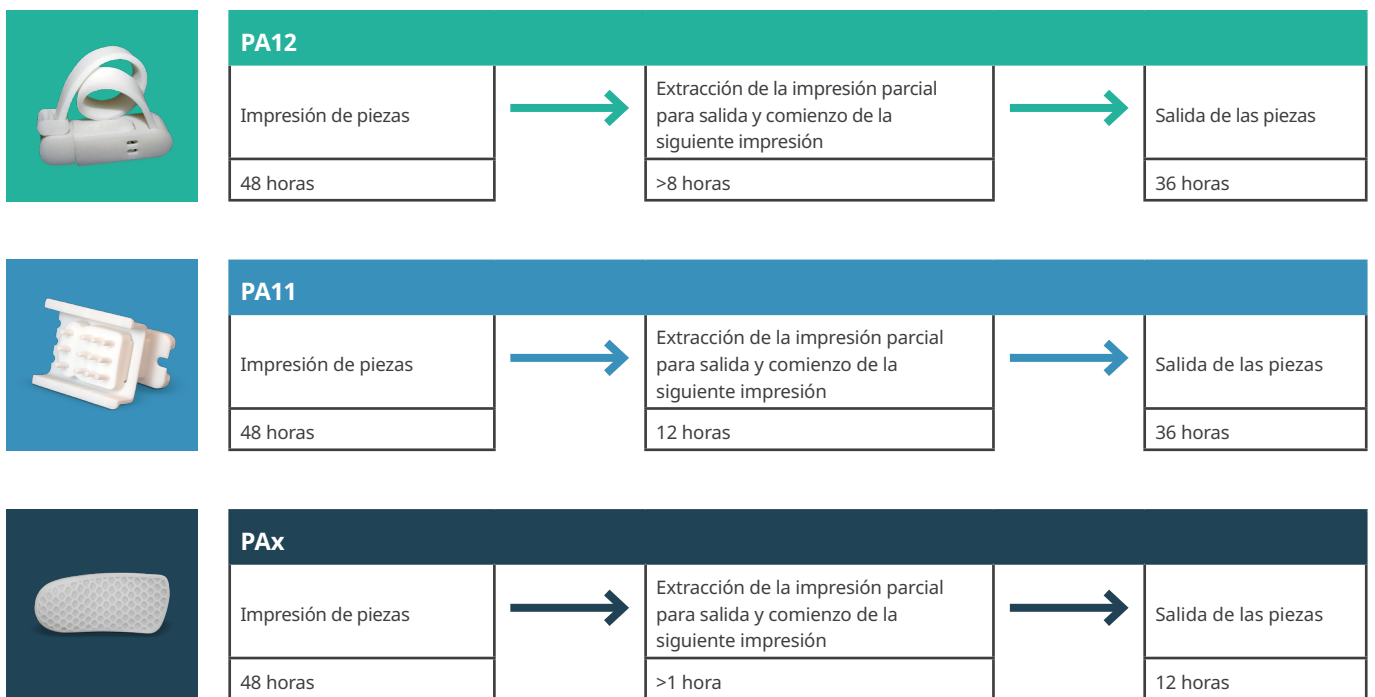 PA12
Impresión de piezas
Extracción de la impresión parcial
para salida y comienzo de la
siguiente impresión
Salida de las piezas
48 horas
>8 horas
36 horas
PA11
Impresión de piezas
Extracción de la impresión parcial
para salida y comienzo de la
siguiente impresión
Salida de las piezas
48 horas
12 horas
36 horas
PAx
Impresión de piezas
Extracción de la impresión parcial
para salida y comienzo de la
siguiente impresión
Salida de las piezas
48 horas
>1 hora
12 horas